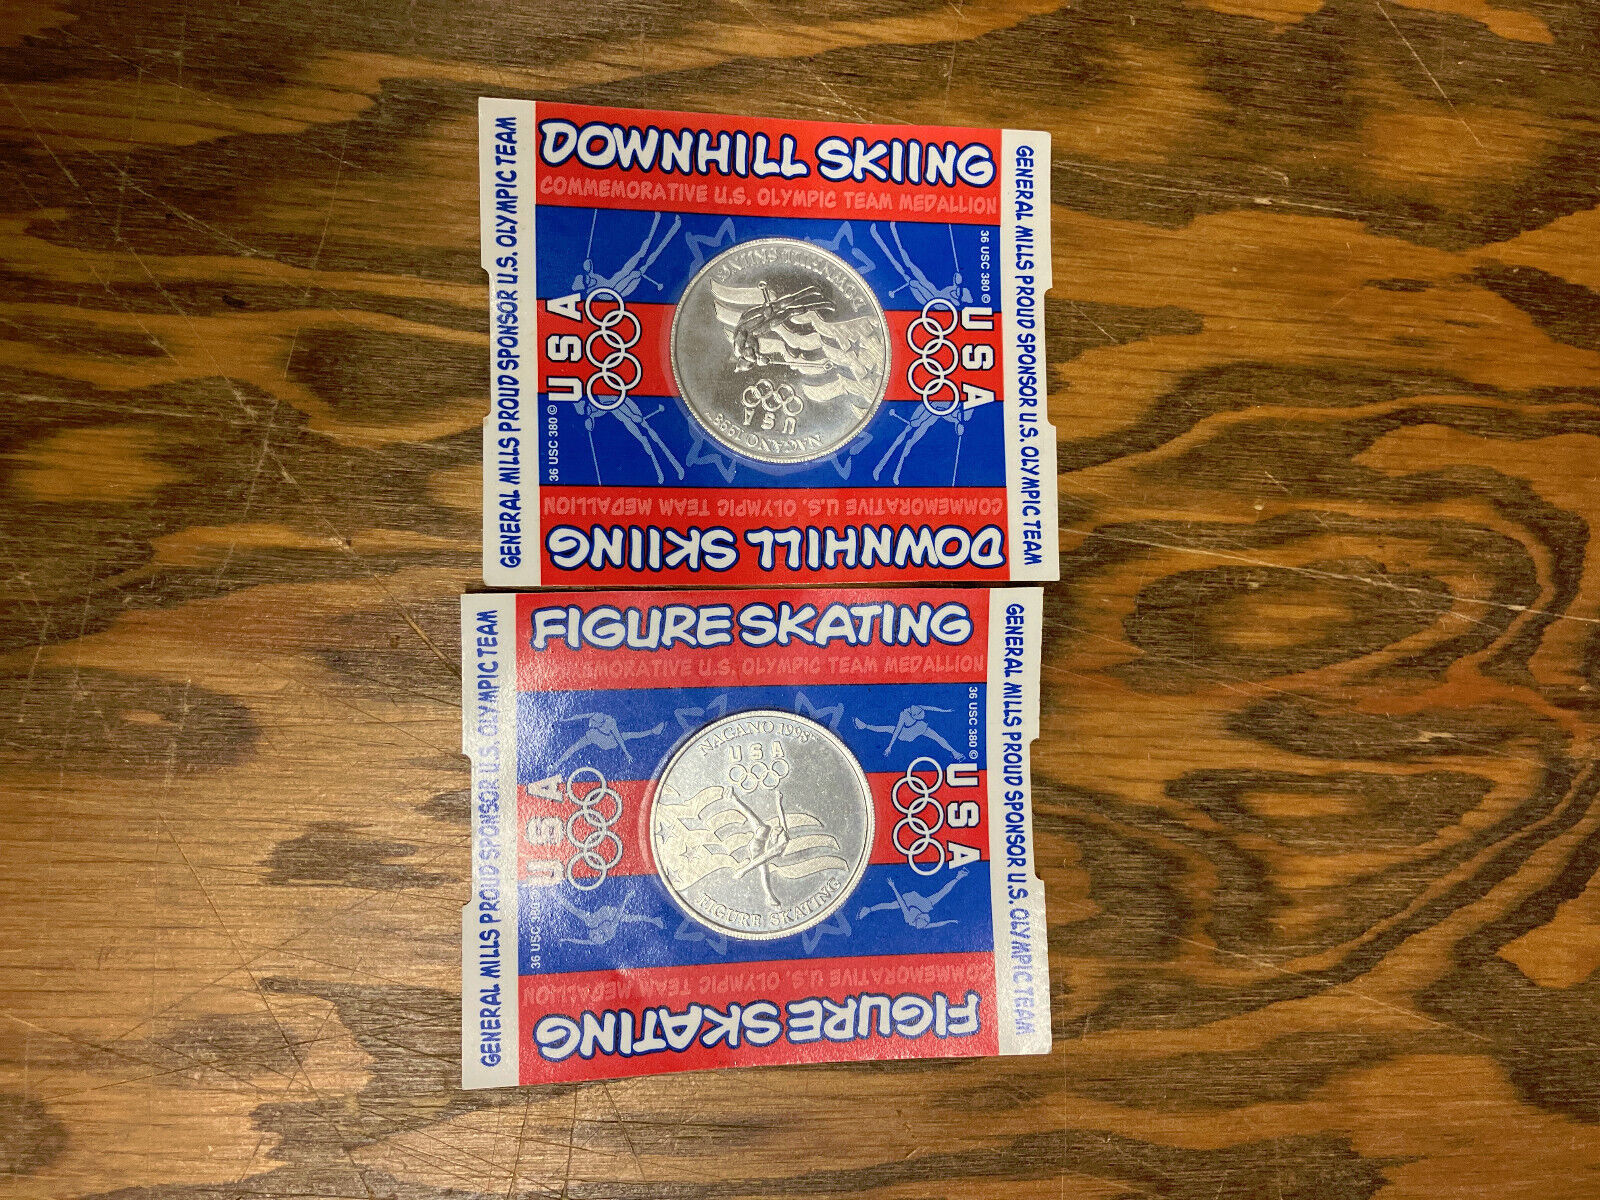 DOWNHILL SKIING
COMMEMORATIVE U.S. OLYMPIC TEAM MEDALLION
GENERAL MILLS PROUD SPONSOR U.S. OLYMPIC TEAM
GENERAL MILLS PROUD SPONSOR U.S. OLYMPIC TEAM
36 USC 380 ©
USA
USA
36 USC 380 ©
DOWNHILL SKIING
USA
NAGANO 1998
COMMEMORATIVE U.S. OLYMPIC TEAM MEDALLION
DOWNHILL SKIING
FIGURE SKATING
COMMEMORATIVE U.S. OLYMPIC TEAM MEDALLION
GENERAL MILLS PROUD SPONSOR U.S. OLYMPIC TEAM
GENERAL MILLS PROUD SPONSOR U.S. OLYMPIC TEAM
36 USC 380 ©
USA
USA
36 USC 380 ©
NAGANO 1998
USA
FIGURE SKATING
COMMEMORATIVE U.S. OLYMPIC TEAM MEDALLION
FIGURE SKATING